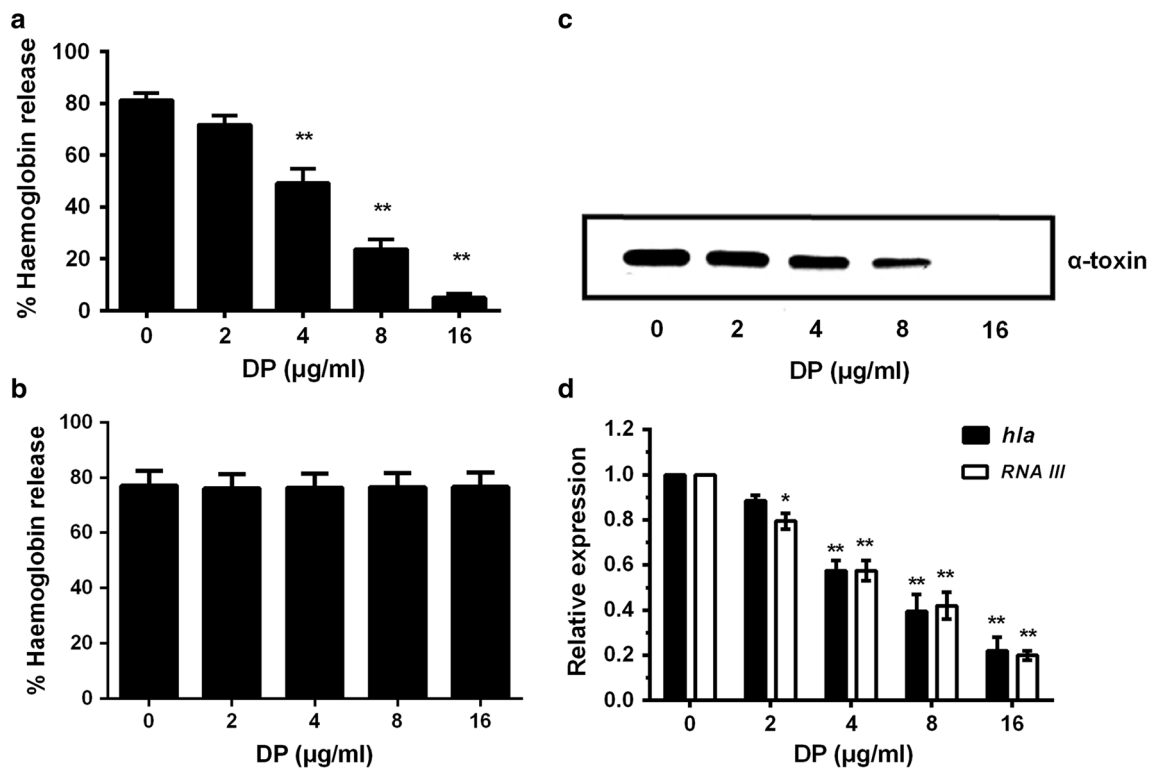 a
% Haemoglobin release
100
80
60
40
20
0
**
**
**
0 2 4 8 16
DP (µg/ml)
b
% Haemoglobin release
100
80
60
40
20
0
0 2 4 8 16
DP (µg/ml)
c
α-toxin
0 2 4 8 16
DP (µg/ml)
d
Relative expression
1.2
1.0
0.8
0.6
0.4
0.2
0.0
hla
RNA III
*
** **
** **
** **
0 2 4 8 16
DP (µg/ml)